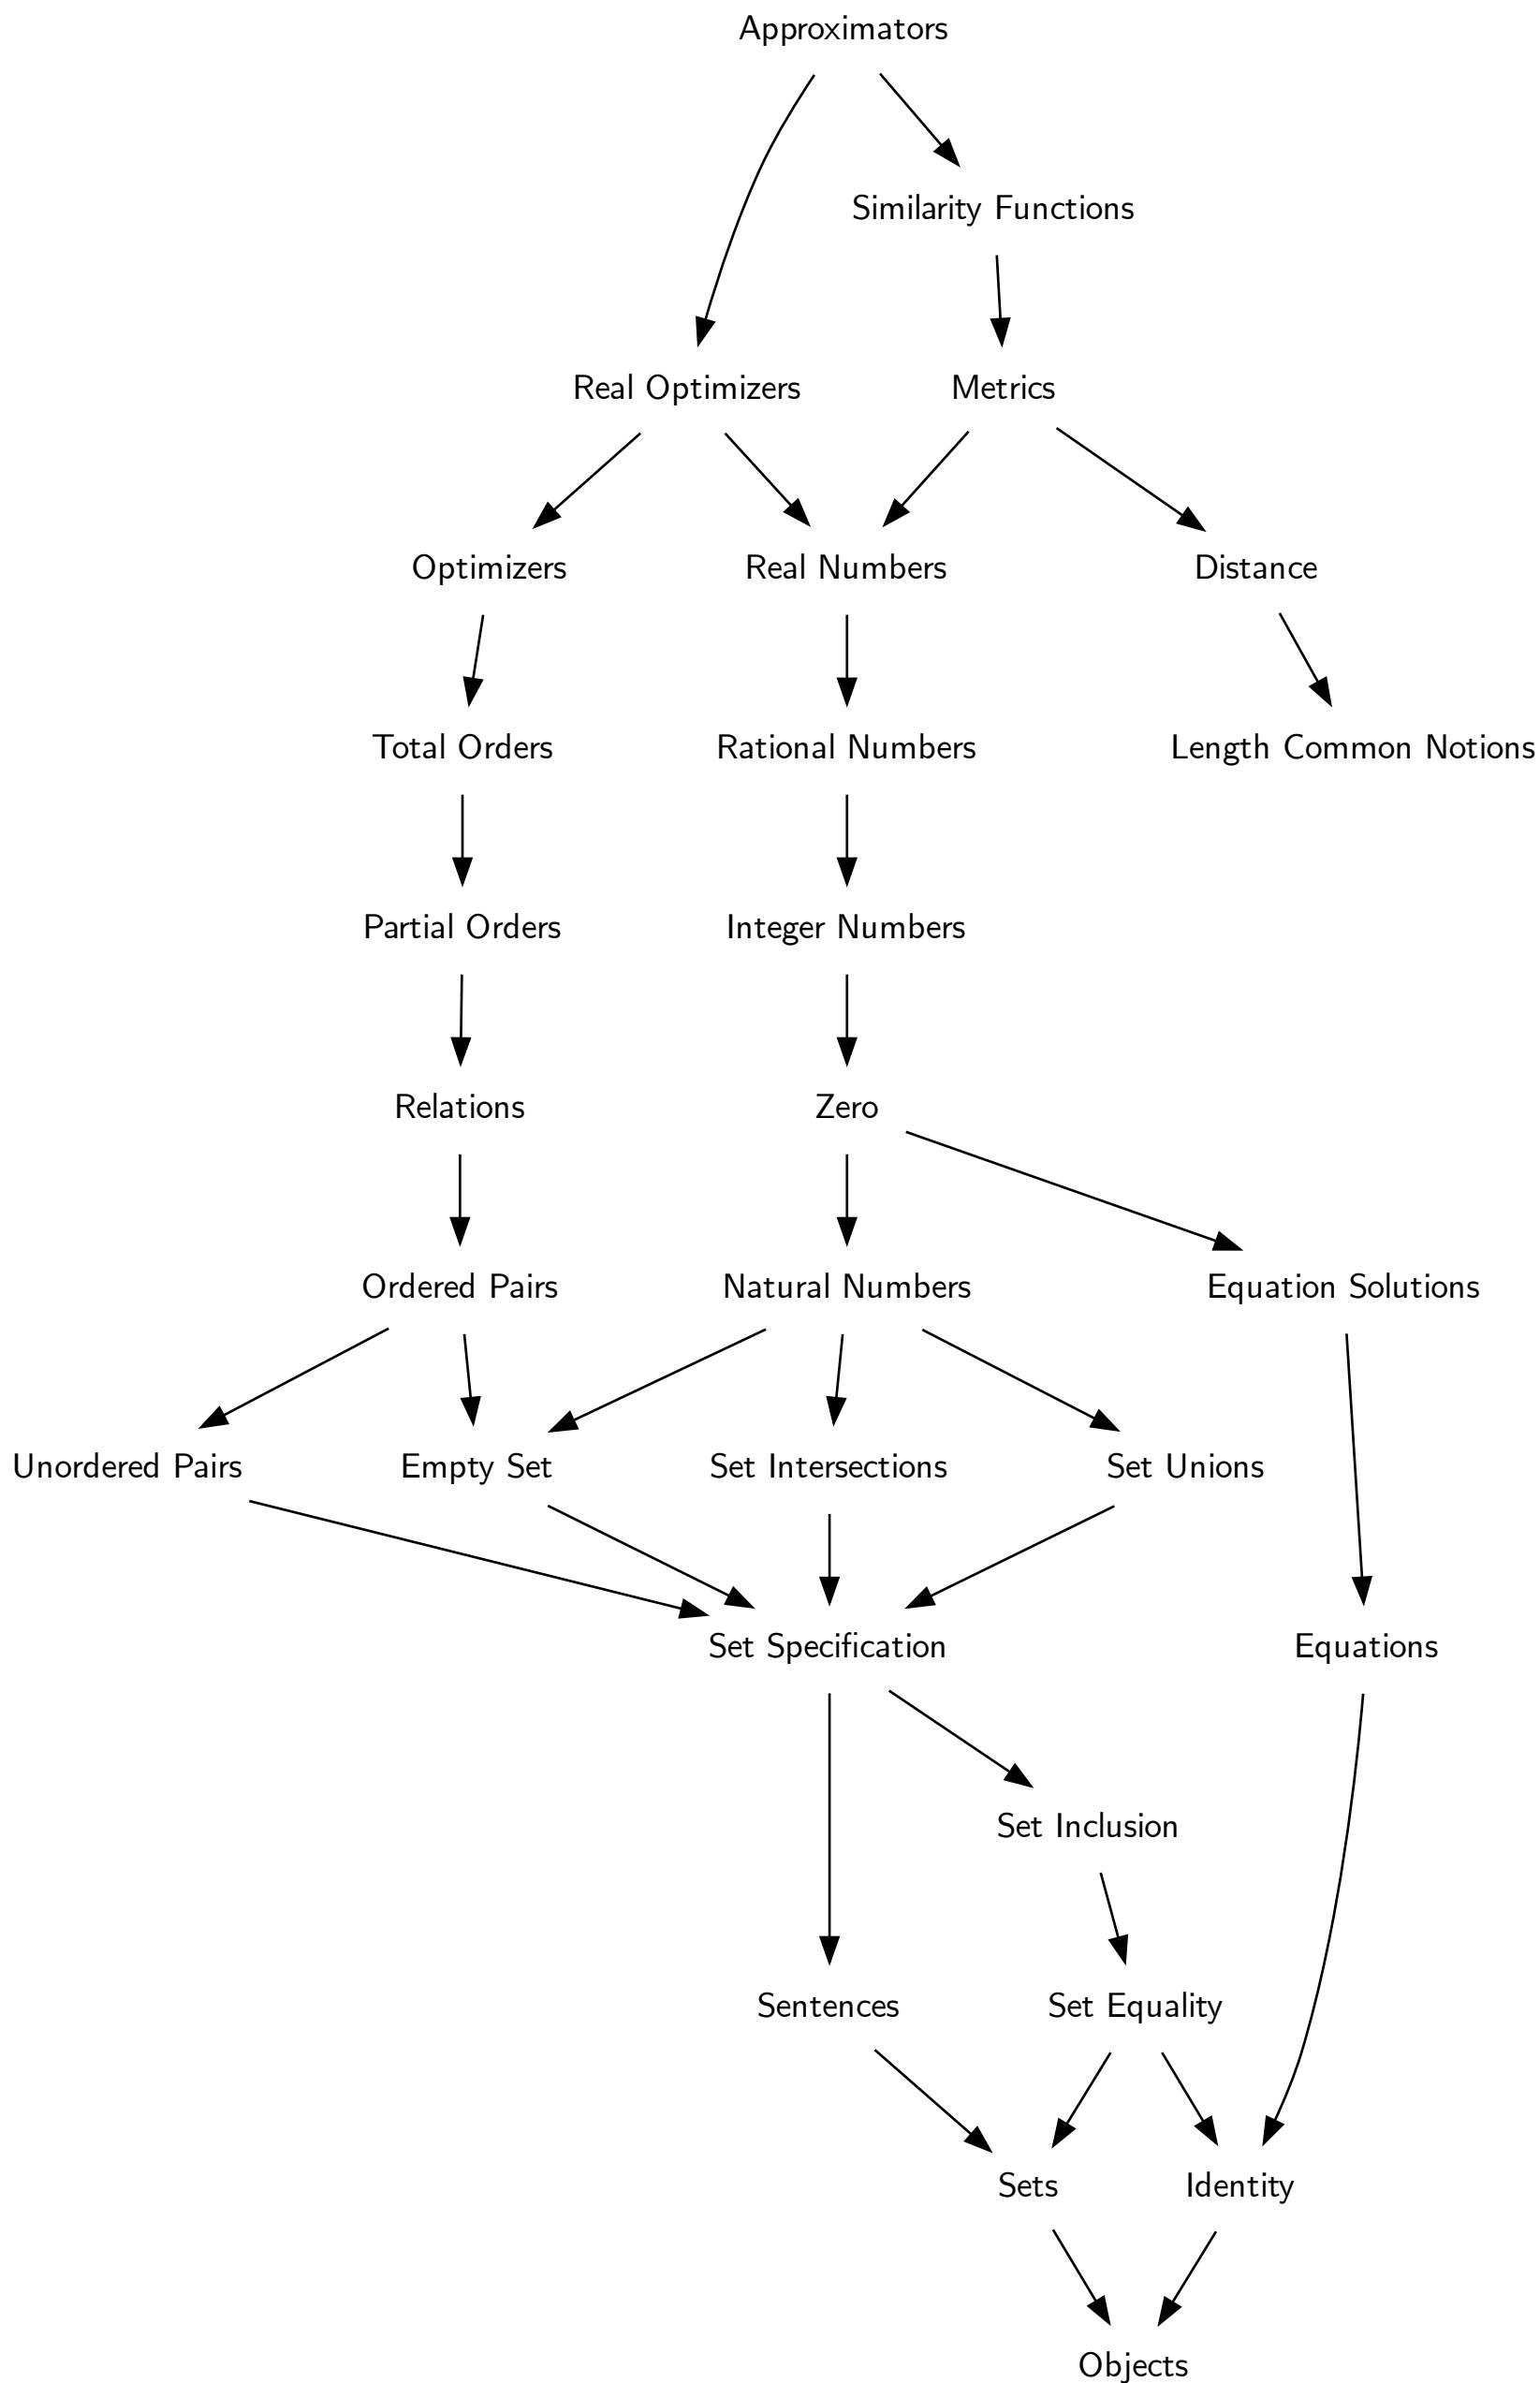 Approximators
Similarity Functions
Real Optimizers
Metrics
Optimizers
Real Numbers
Distance
Total Orders
Rational Numbers
Length Common Notions
Partial Orders
Integer Numbers
Relations
Zero
Ordered Pairs
Natural Numbers
Equation Solutions
Unordered Pairs
Empty Set
Set Intersections
Set Unions
Set Specification
Equations
Set Inclusion
Sentences
Set Equality
Sets
Identity
Objects